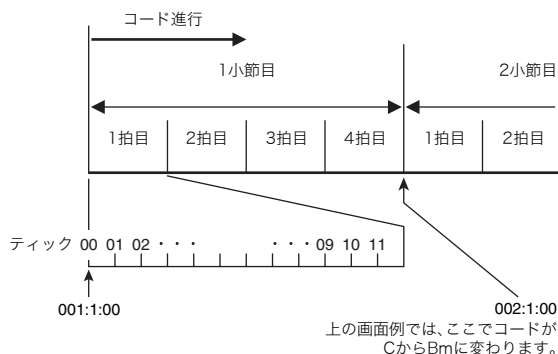 コード進行
1小節目
2小節目
1拍目
2拍目
3拍目
4拍目
1拍目
2拍目
ティック 00 01 02 ・・・ ・・・09 10 11
001:1:00
002:1:00
上の画面例では、ここでコードが
CからBmに変わります。